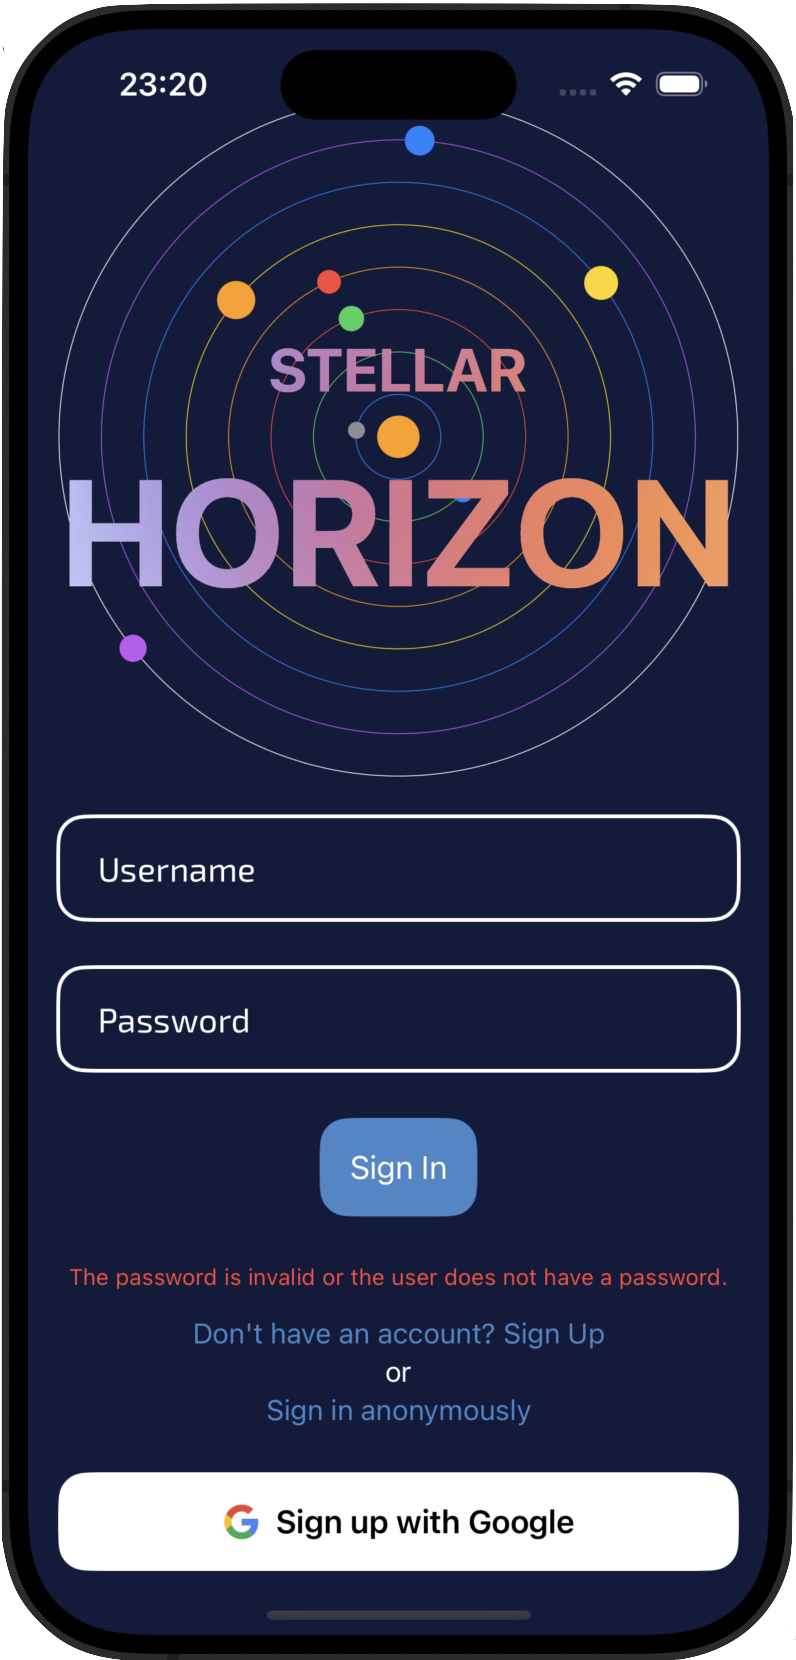 23:20
STELLAR
HORIZON
Username
Password
Sign In
The password is invalid or the user does not have a password.
Don't have an account? Sign Up
or
Sign in anonymously
Sign up with Google